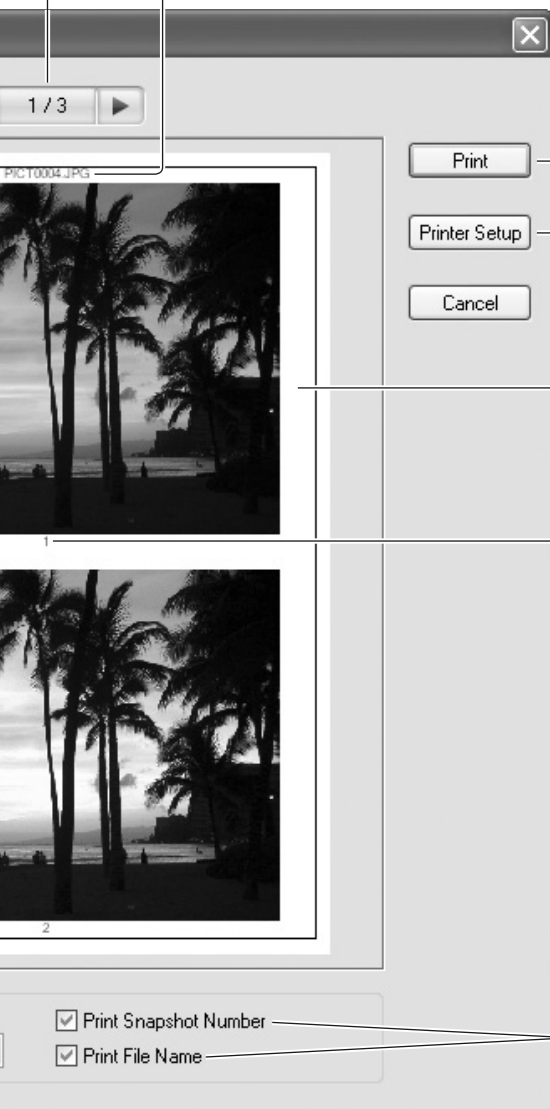 1 / 3
PICT0004.JPG
Print
Printer Setup
Cancel
1
2
Print Snapshot Number
Print File Name